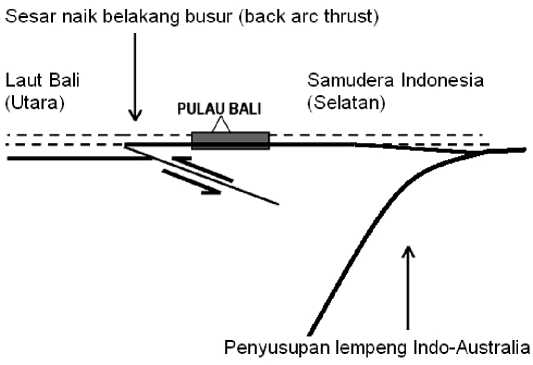 Sesar naik belakang busur (back arc thrust)
Laut Bali
(Utara)
PULAU BALI
Samudera Indonesia
(Selatan)
Penyusupan lempeng Indo-Australia